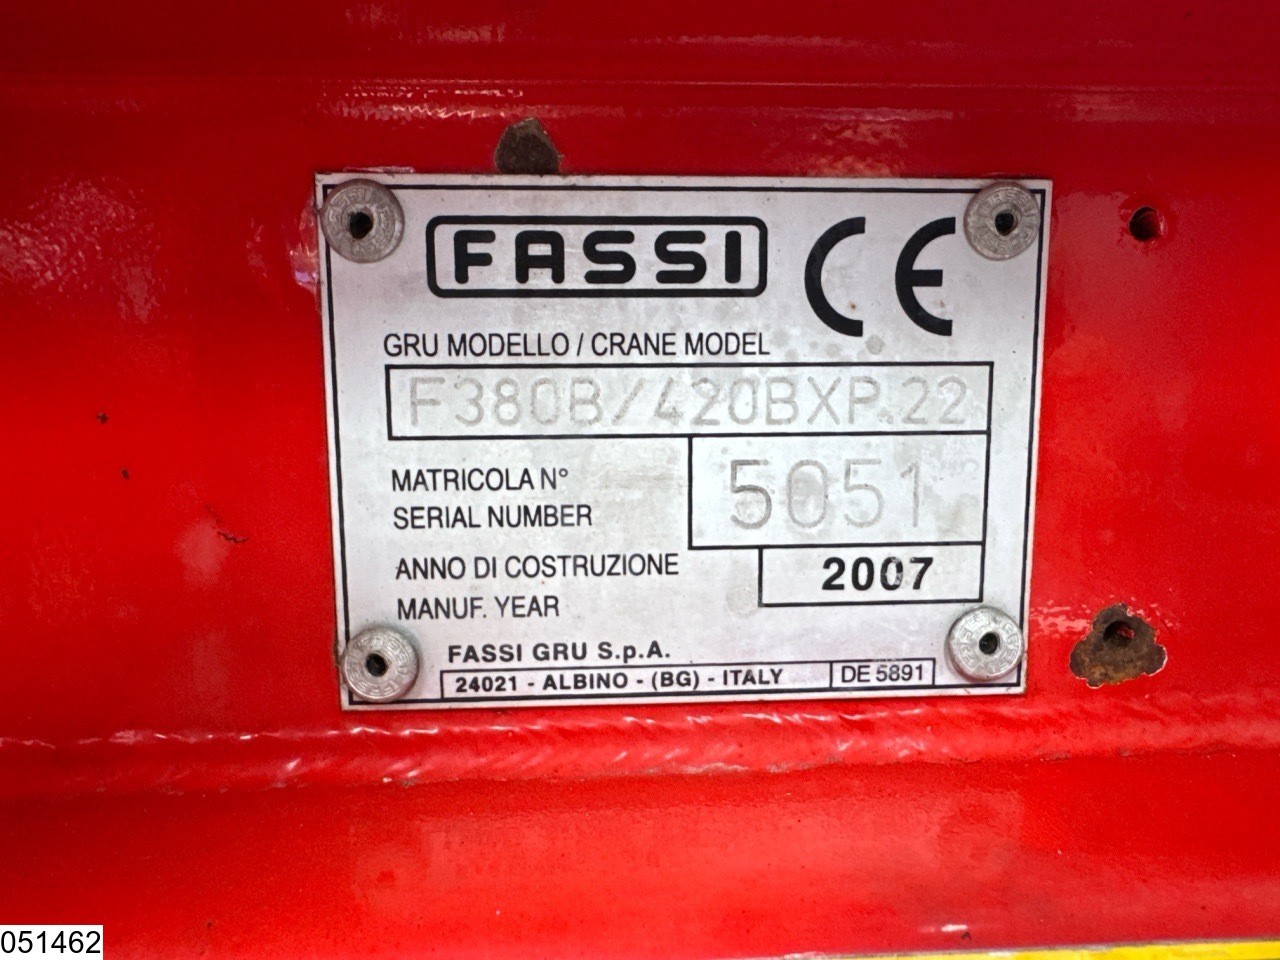 FASSI CE
GRU MODELLO / CRANE MODEL
F380B/420BXP.22
MATRICOLA N°
SERIAL NUMBER
5051
ANNO DI COSTRUZIONE
MANUF. YEAR
2007
FASSI GRU S.p.A.
24021 - ALBINO - (BG) - ITALY DE 5891
051462